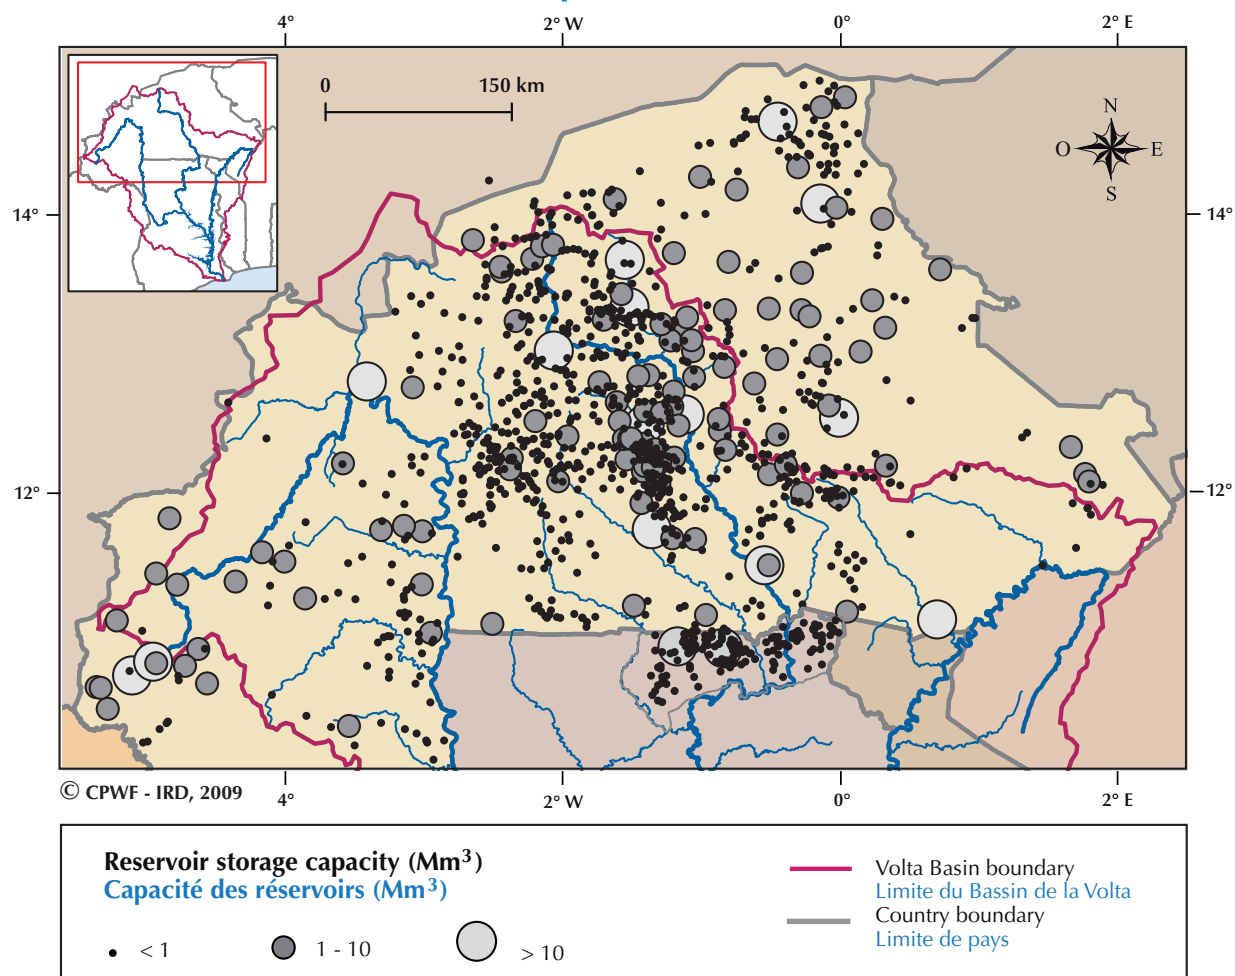 4°
2° W
0°
2° E
0
150 km
N
O
E
S
14°
14°
12°
12°
© CPWF - IRD, 2009
4°
2° W
0°
2° E
Reservoir storage capacity (Mm³)
Capacité des réservoirs (Mm³)
< 1
1 - 10
> 10
Volta Basin boundary
Limite du Bassin de la Volta
Country boundary
Limite de pays